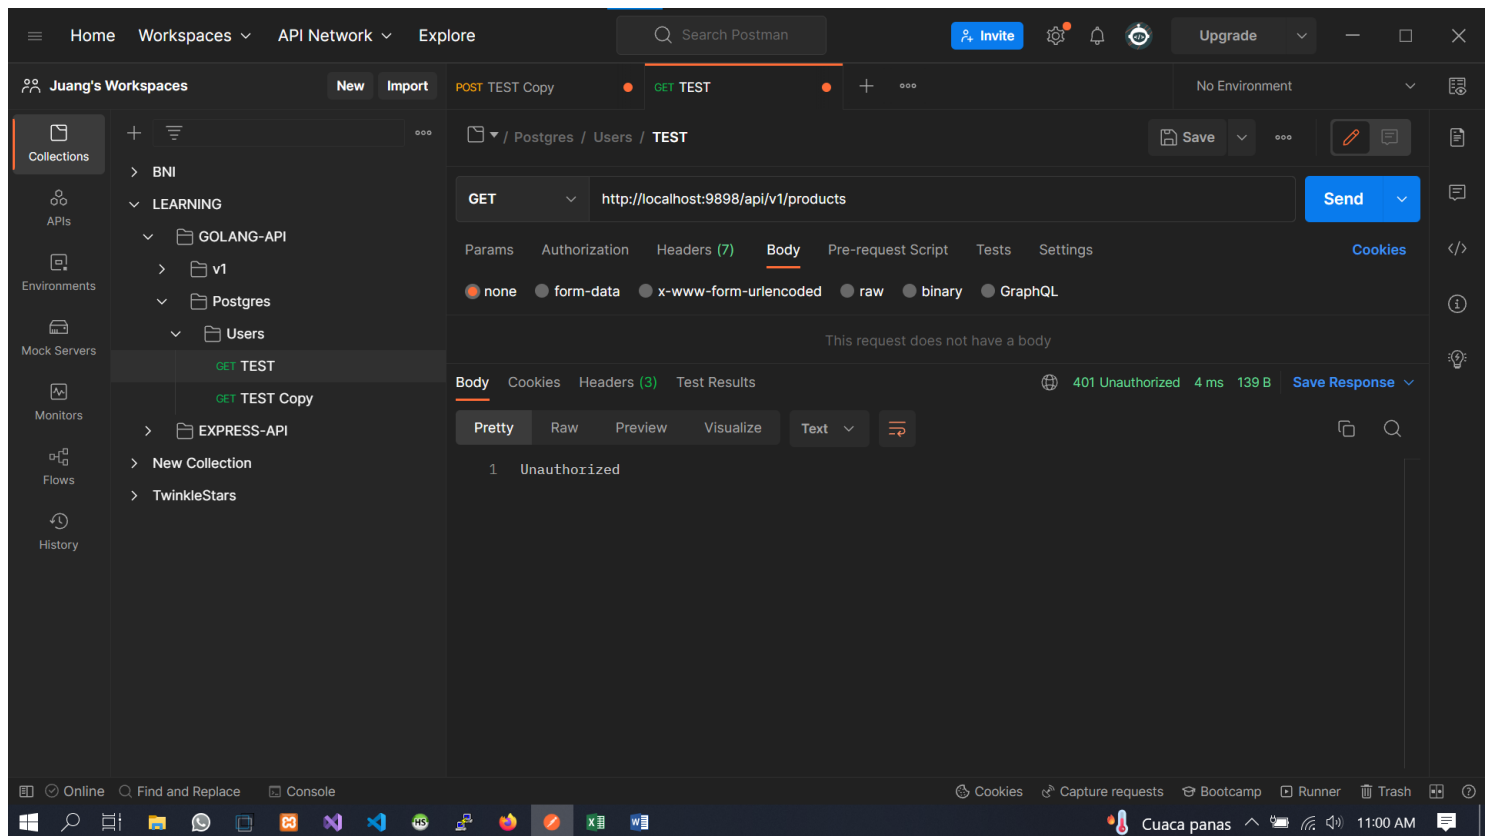 Home Workspaces API Network Explore Search Postman Invite Upgrade
Juang's Workspaces New Import POST TEST Copy GET TEST No Environment
Collections
APIs
Environments
Mock Servers
Monitors
Flows
History
BNI
LEARNING
GOLANG-API
v1
Postgres
Users
GET TEST
GET TEST Copy
EXPRESS-API
New Collection
TwinkleStars
/ Postgres / Users / TEST Save
GET http://localhost:9898/api/v1/products Send
Params Authorization Headers (7) Body Pre-request Script Tests Settings Cookies
none form-data x-www-form-urlencoded raw binary GraphQL
This request does not have a body
Body Cookies Headers (3) Test Results 401 Unauthorized 4 ms 139 B Save Response
Pretty Raw Preview Visualize Text
1 Unauthorized
Online Find and Replace Console Cookies Capture requests Bootcamp Runner Trash
HS Cuaca panas 11:00 AM